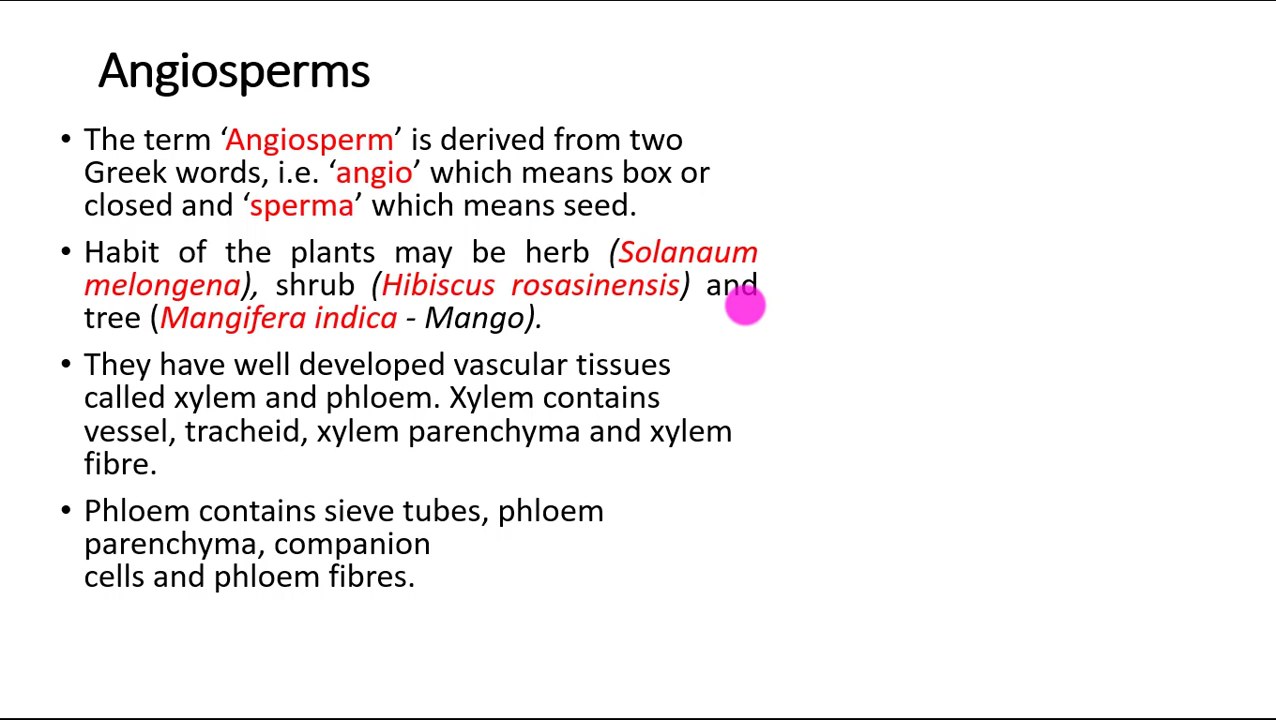 Angiosperms
• The term ‘Angiosperm’ is derived from two
Greek words, i.e. ‘angio’ which means box or
closed and ‘sperma’ which means seed.
• Habit of the plants may be herb (Solanaum
melongena), shrub (Hibiscus rosasinensis) and
tree (Mangifera indica - Mango).
• They have well developed vascular tissues
called xylem and phloem. Xylem contains
vessel, tracheid, xylem parenchyma and xylem
fibre.
• Phloem contains sieve tubes, phloem
parenchyma, companion
cells and phloem fibres.